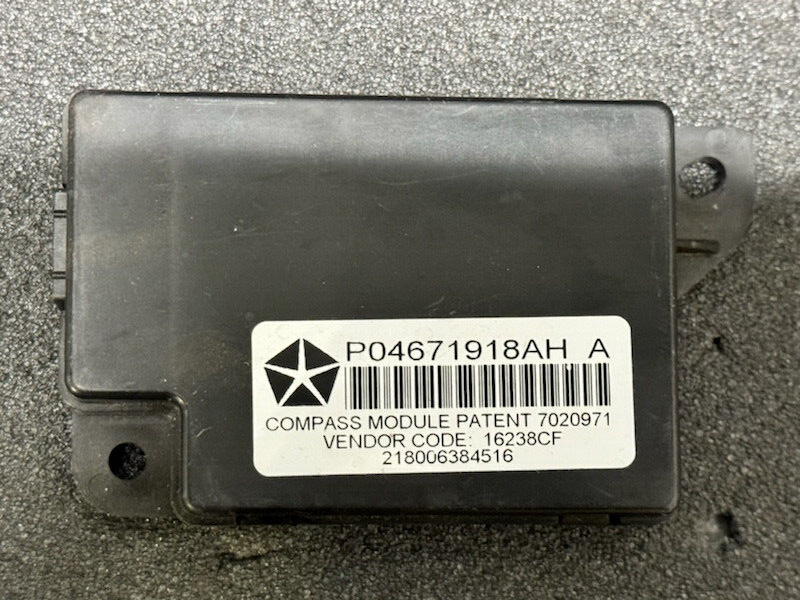 P04671918AH A
COMPASS MODULE PATENT 7020971
VENDOR CODE: 16238CF
218006384516